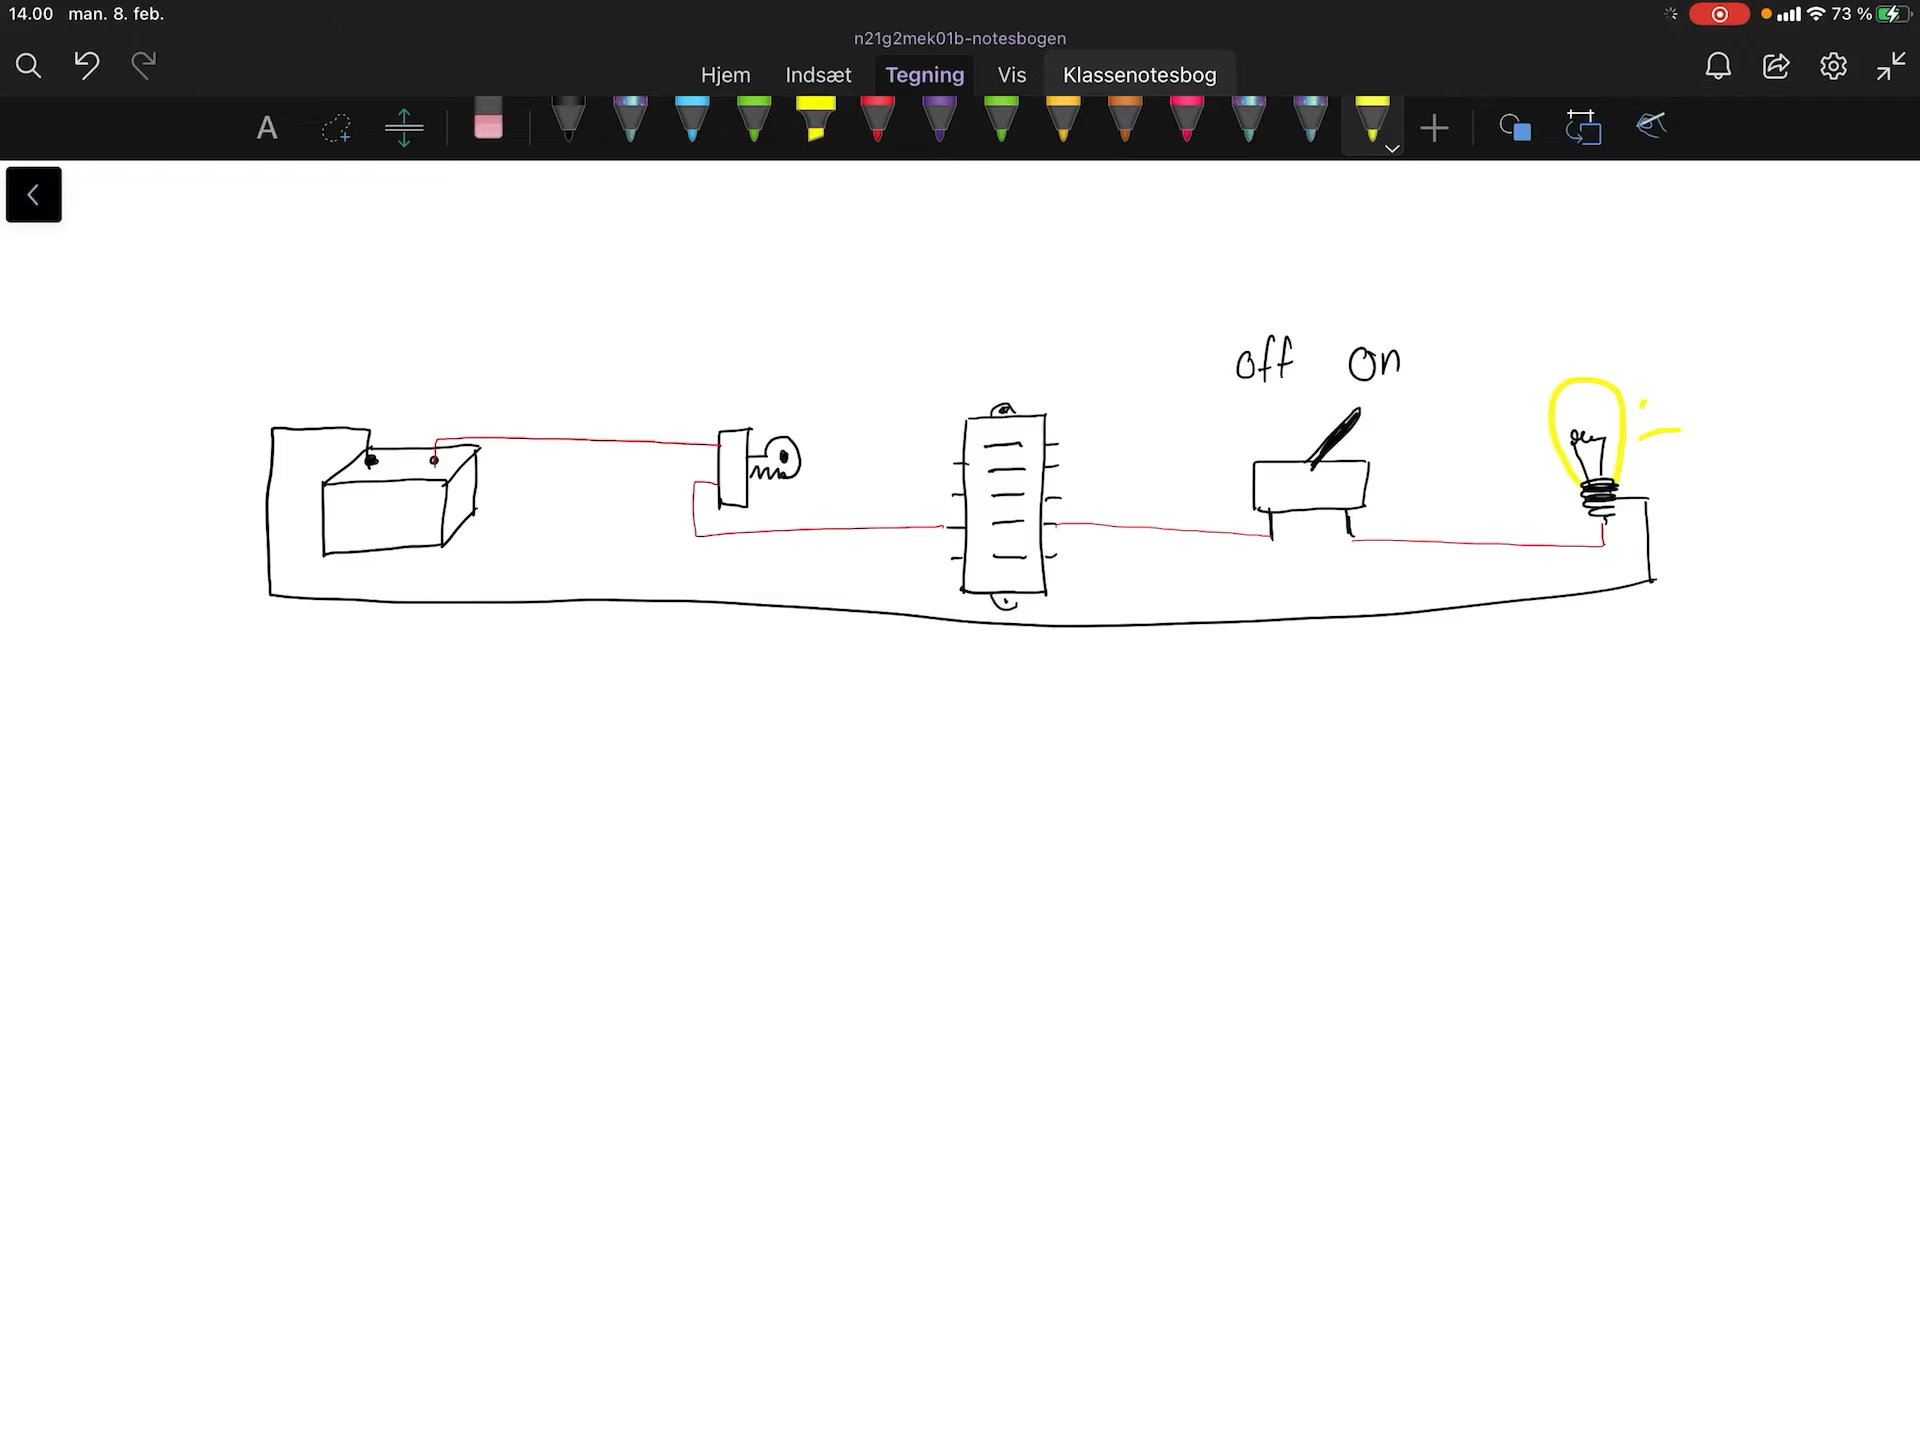 14.00 man. 8. feb.
73 %
n21g2mek01b-notesbogen
Hjem Indsæt Tegning Vis Klassenotesbog
A
off on